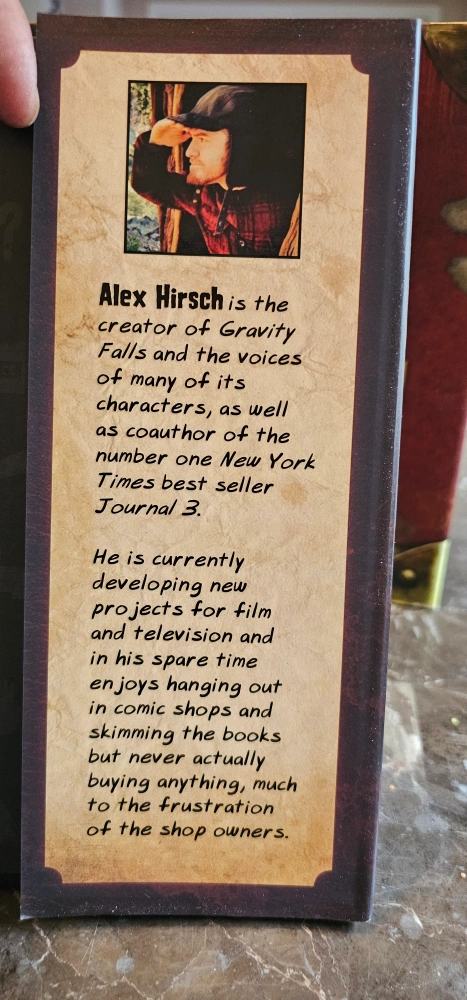 Alex Hirsch is the
creator of Gravity
Falls and the voices
of many of its
characters, as well
as coauthor of the
number one New York
Times best seller
Journal 3.
He is currently
developing new
projects for film
and television and
in his spare time
enjoys hanging out
in comic shops and
skimming the books
but never actually
buying anything, much
to the frustration
of the shop owners.